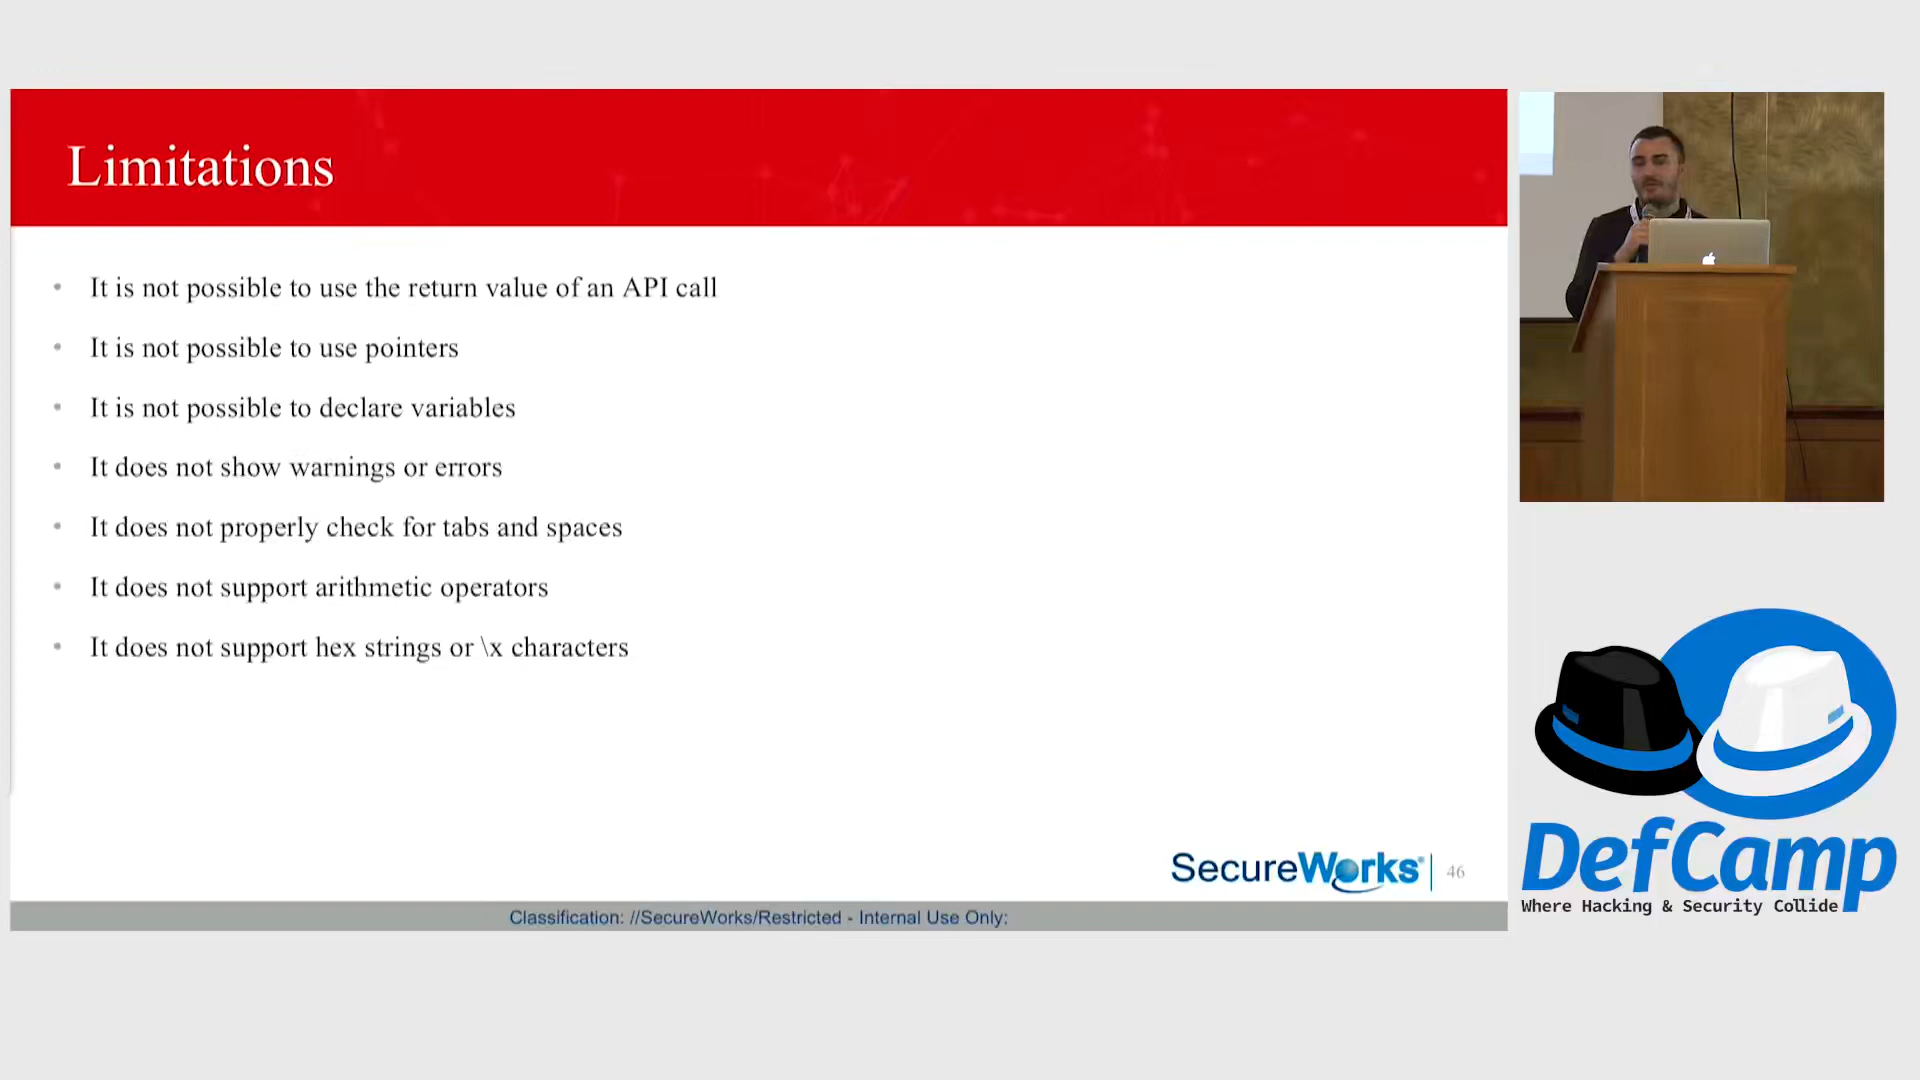 Limitations
It is not possible to use the return value of an API call
It is not possible to use pointers
It is not possible to declare variables
It does not show warnings or errors
It does not properly check for tabs and spaces
It does not support arithmetic operators
It does not support hex strings or \x characters
SecureWorks 46
Classification: //SecureWorks/Restricted - Internal Use Only:
DefCamp
Where Hacking & Security Collide